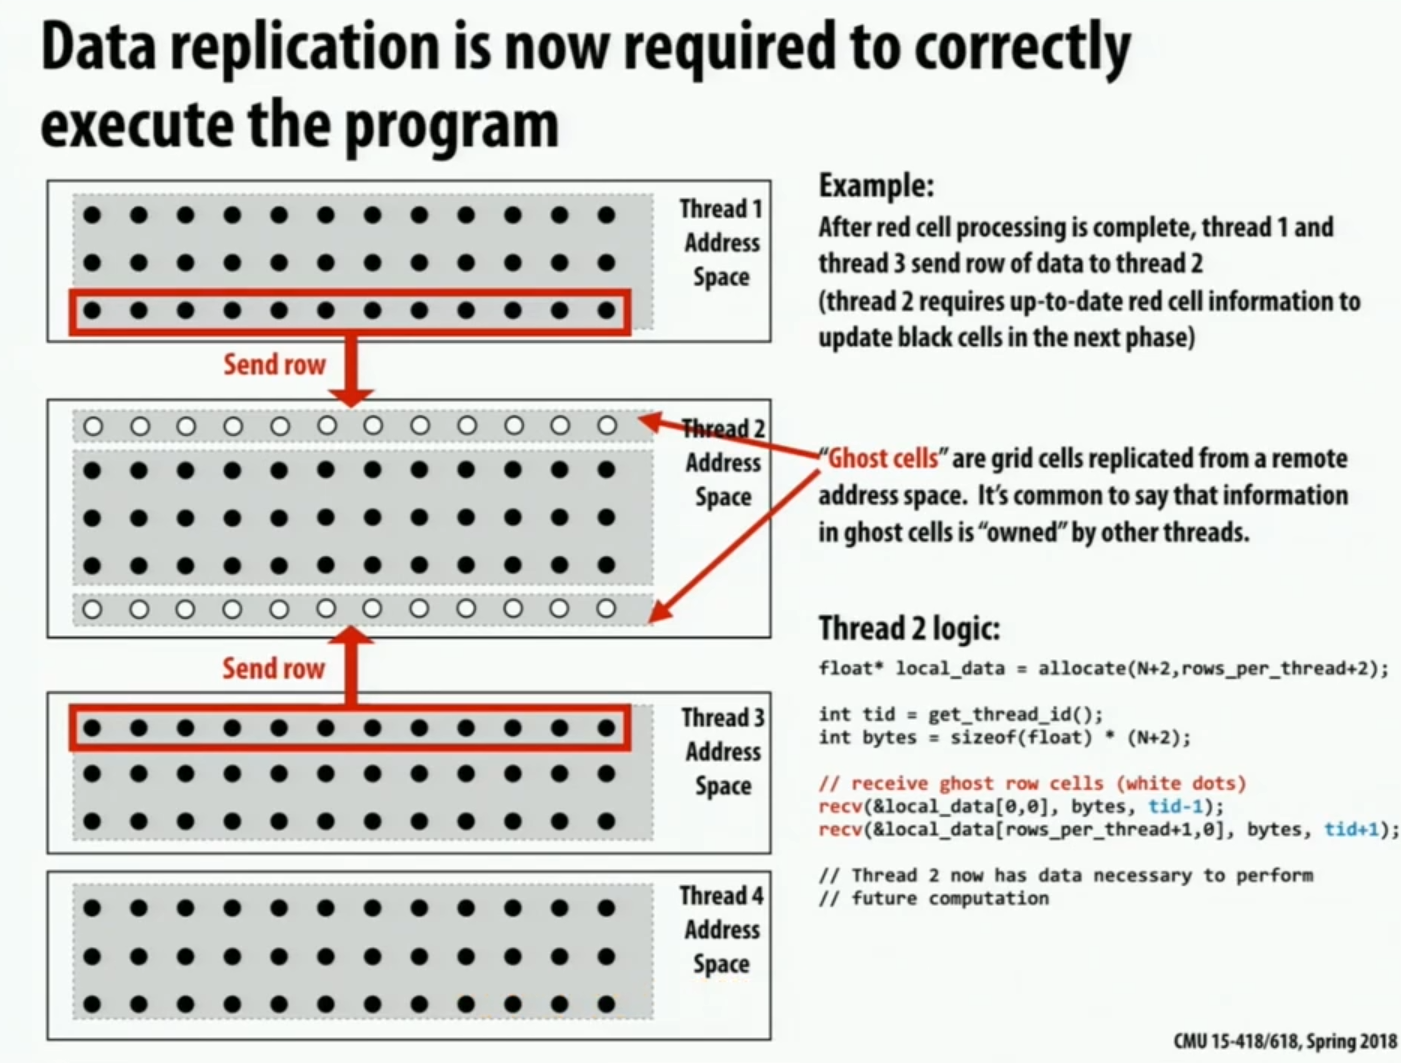 Data replication is now required to correctly
execute the program
Thread 1
Address
Space
Send row
Thread 2
Address
Space
Send row
Thread 3
Address
Space
Thread 4
Address
Space
Example:
After red cell processing is complete, thread 1 and
thread 3 send row of data to thread 2
(thread 2 requires up-to-date red cell information to
update black cells in the next phase)
“Ghost cells” are grid cells replicated from a remote
address space.  It’s common to say that information
in ghost cells is “owned” by other threads.
Thread 2 logic:
float* local_data = allocate(N+2,rows_per_thread+2);
int tid = get_thread_id();
int bytes = sizeof(float) * (N+2);
// receive ghost row cells (white dots)
recv(&local_data[0,0], bytes, tid-1);
recv(&local_data[rows_per_thread+1,0], bytes, tid+1);
// Thread 2 now has data necessary to perform
// future computation
CMU 15-418/618, Spring 2018